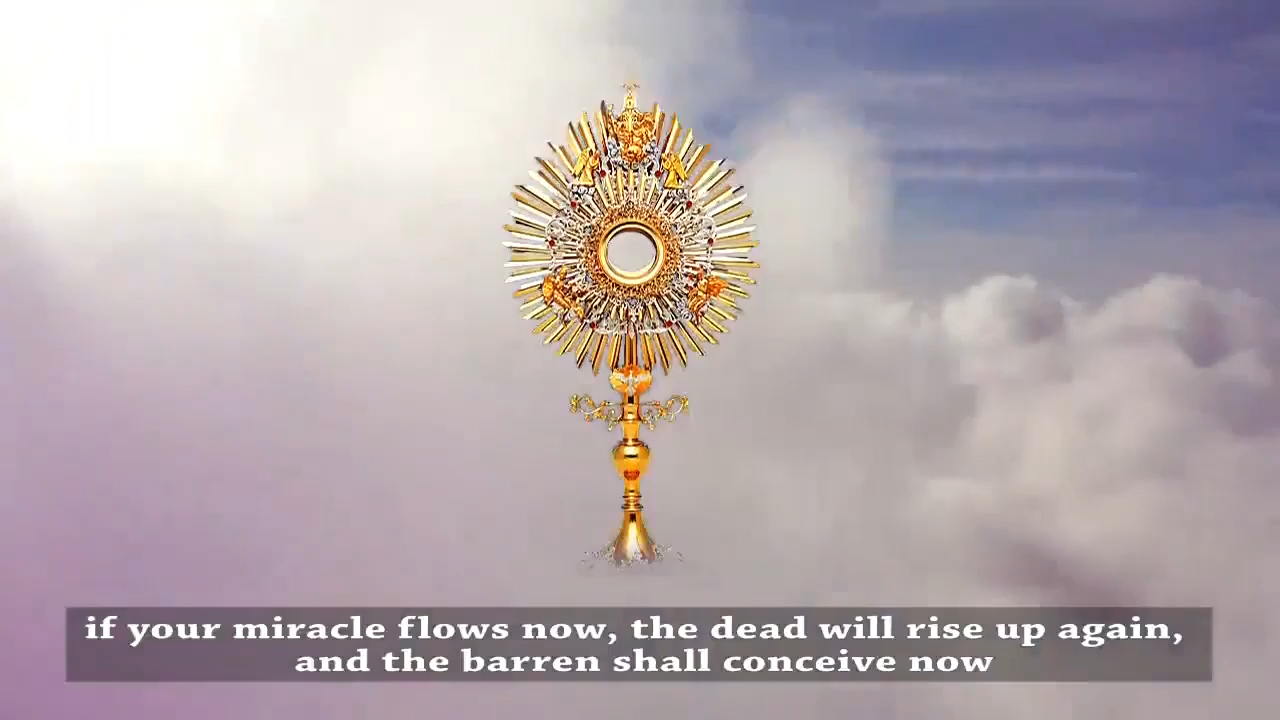 if your miracle flows now, the dead will rise up again,
and the barren shall conceive now